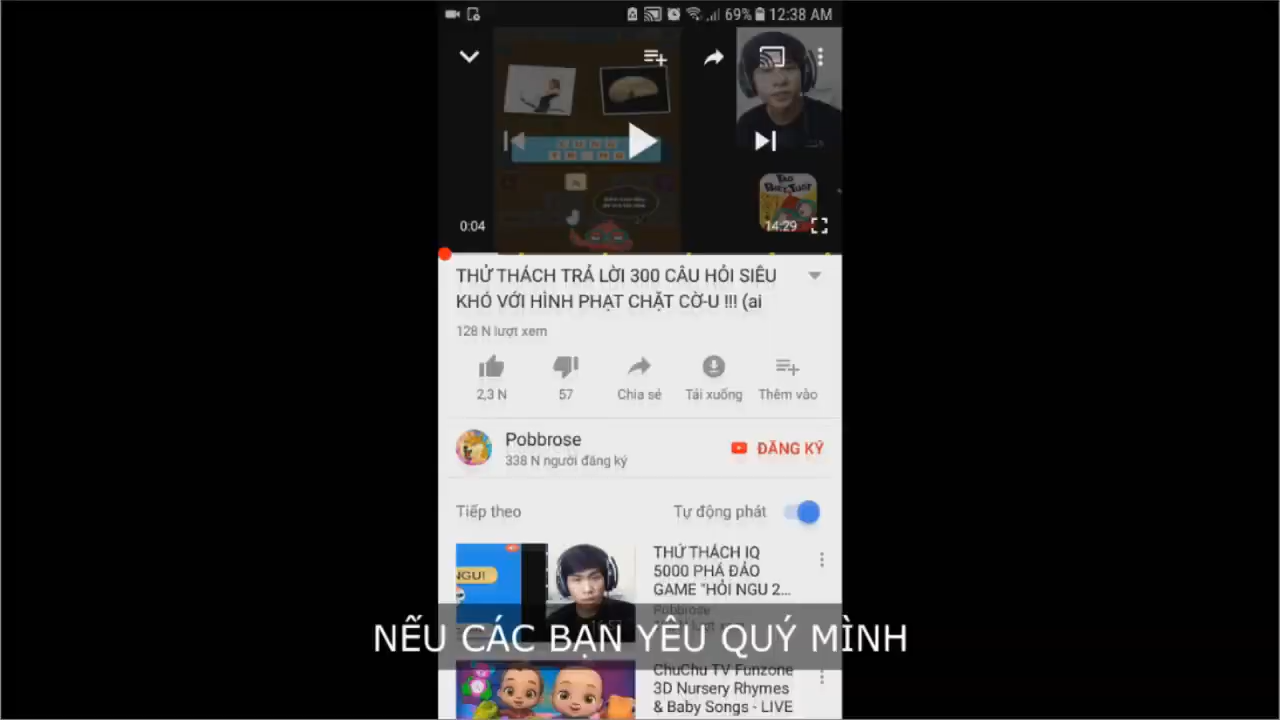 69% 12:38 AM
0:04
14:29
THỬ THÁCH TRẢ LỜI 300 CÂU HỎI SIÊU
KHÓ VỚI HÌNH PHẠT CHẶT CỜ-U !!! (ai
128 N lượt xem
2,3 N
57
Chia sẻ
Tải xuống
Thêm vào
Pobbrose
338 N người đăng ký
ĐĂNG KÝ
Tiếp theo
Tự động phát
NGU!
THỬ THÁCH IQ
5000 PHÁ ĐẢO
GAME "HỎI NGU 2...
Pobbrose
NẾU CÁC BẠN YÊU QUÝ MÌNH
ChuChu TV Funzone
3D Nursery Rhymes
& Baby Songs - LIVE